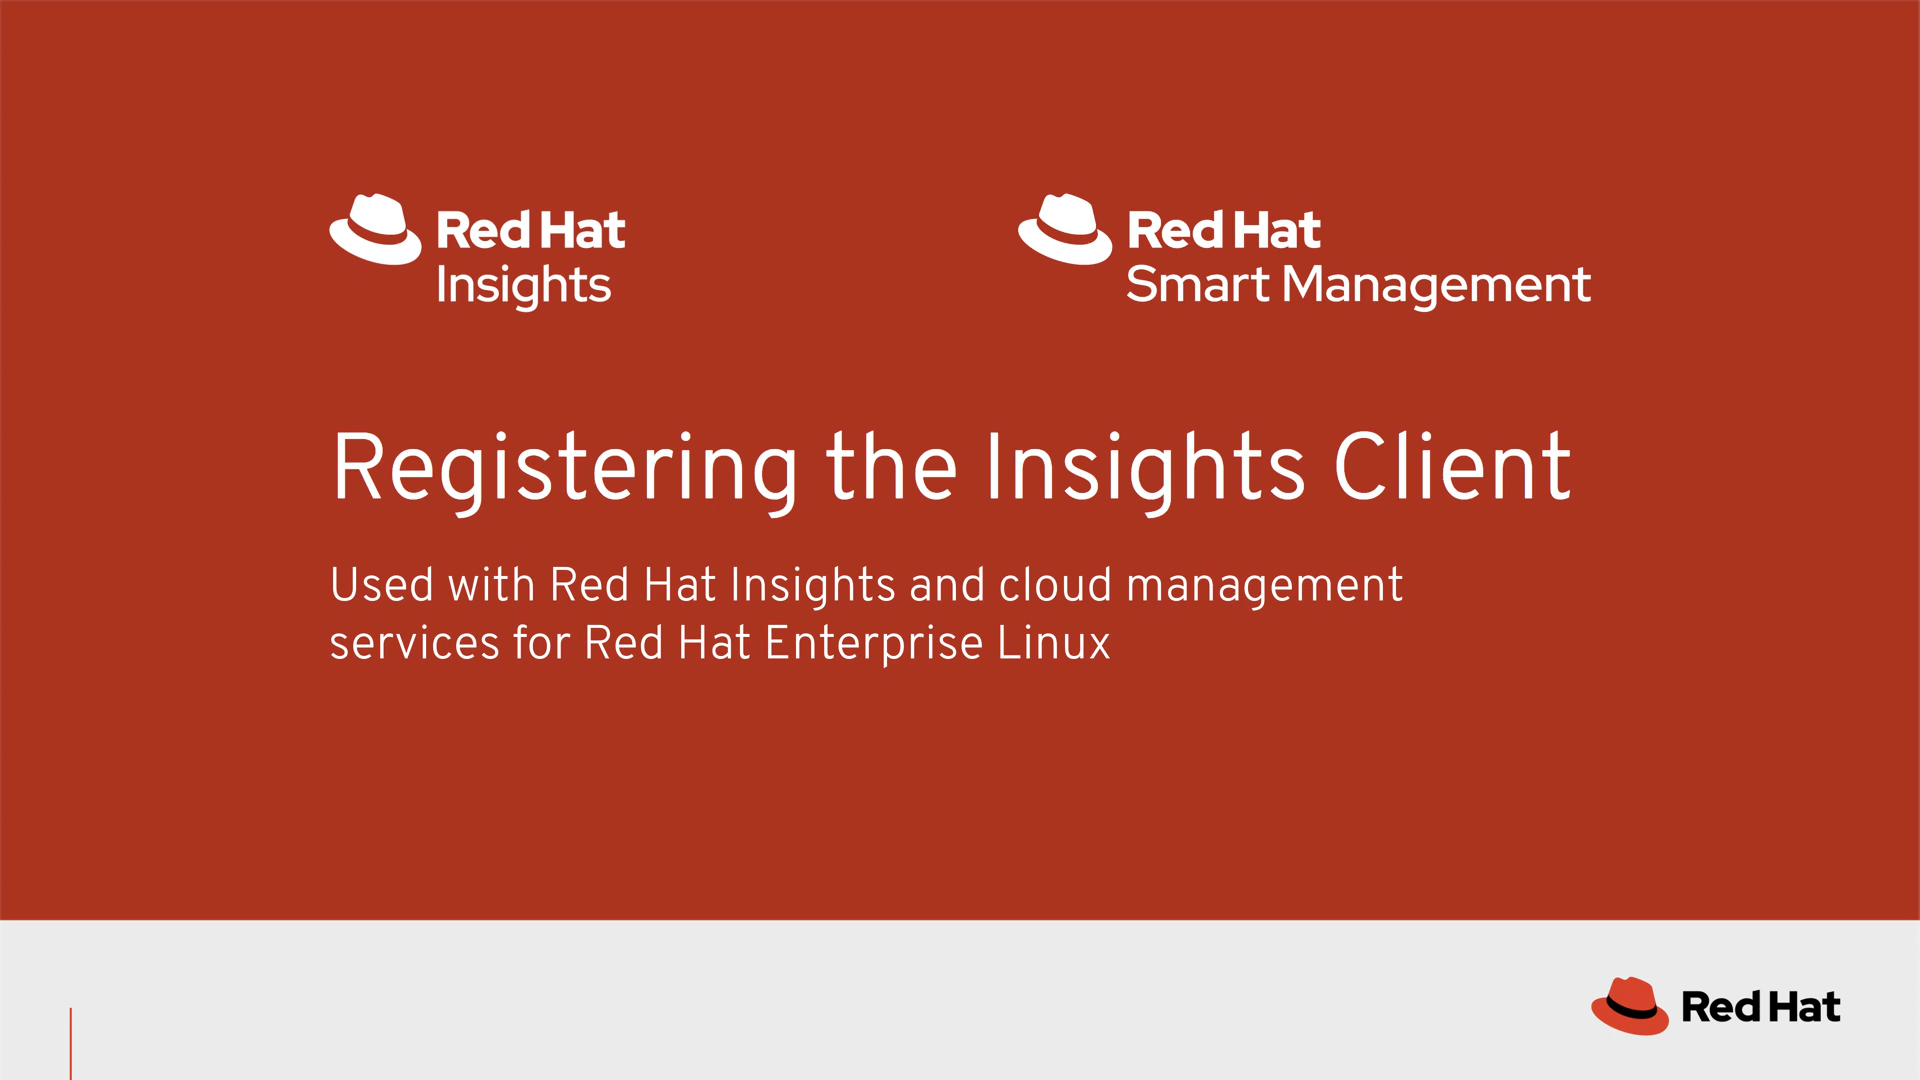 Red Hat
Insights
Red Hat
Smart Management
Registering the Insights Client
Used with Red Hat Insights and cloud management
services for Red Hat Enterprise Linux
Red Hat